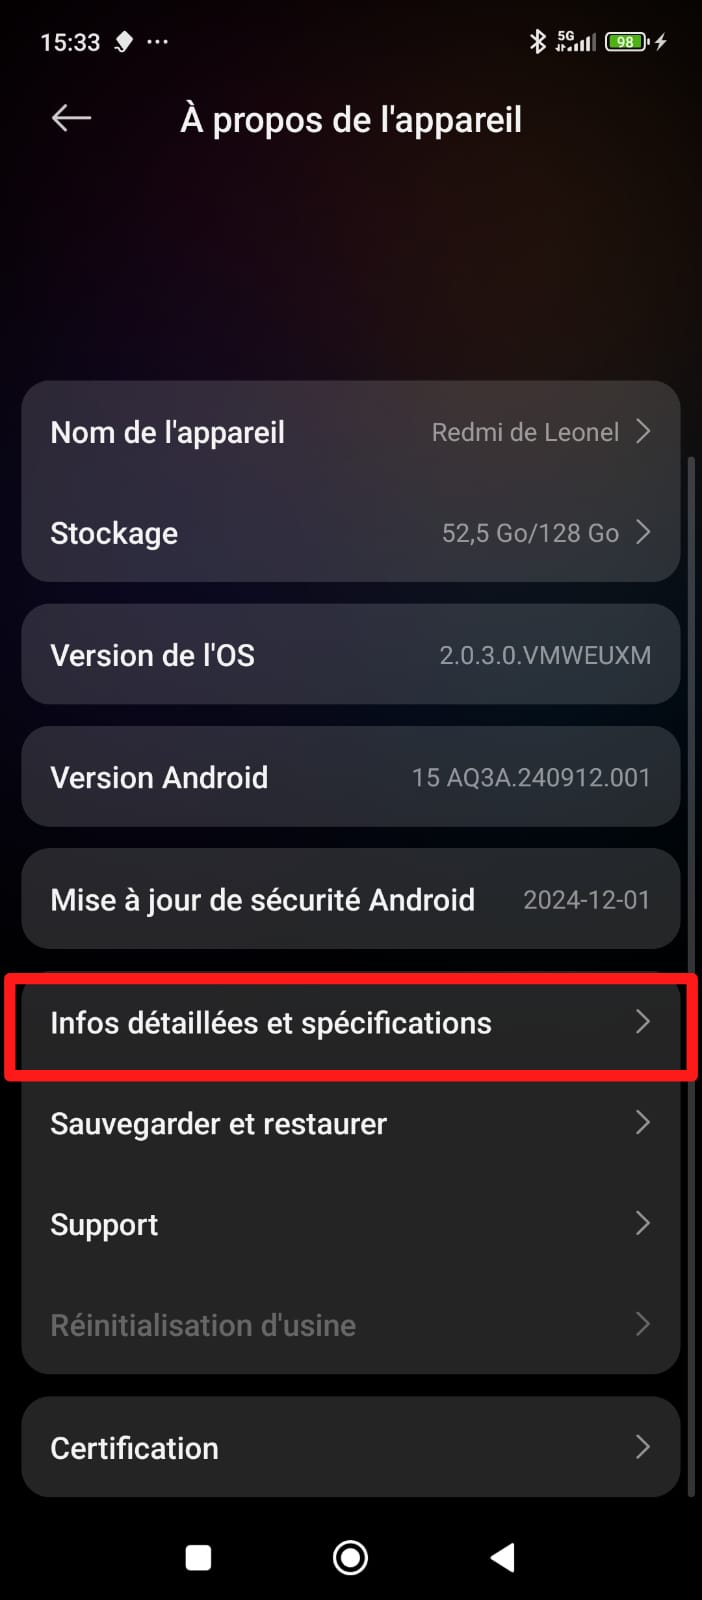 15:33 ... 5G 98
À propos de l'appareil
Nom de l'appareil Redmi de Leonel
Stockage 52,5 Go/128 Go
Version de l'OS 2.0.3.0.VMWEUXM
Version Android 15 AQ3A.240912.001
Mise à jour de sécurité Android 2024-12-01
Infos détaillées et spécifications
Sauvegarder et restaurer
Support
Réinitialisation d'usine
Certification